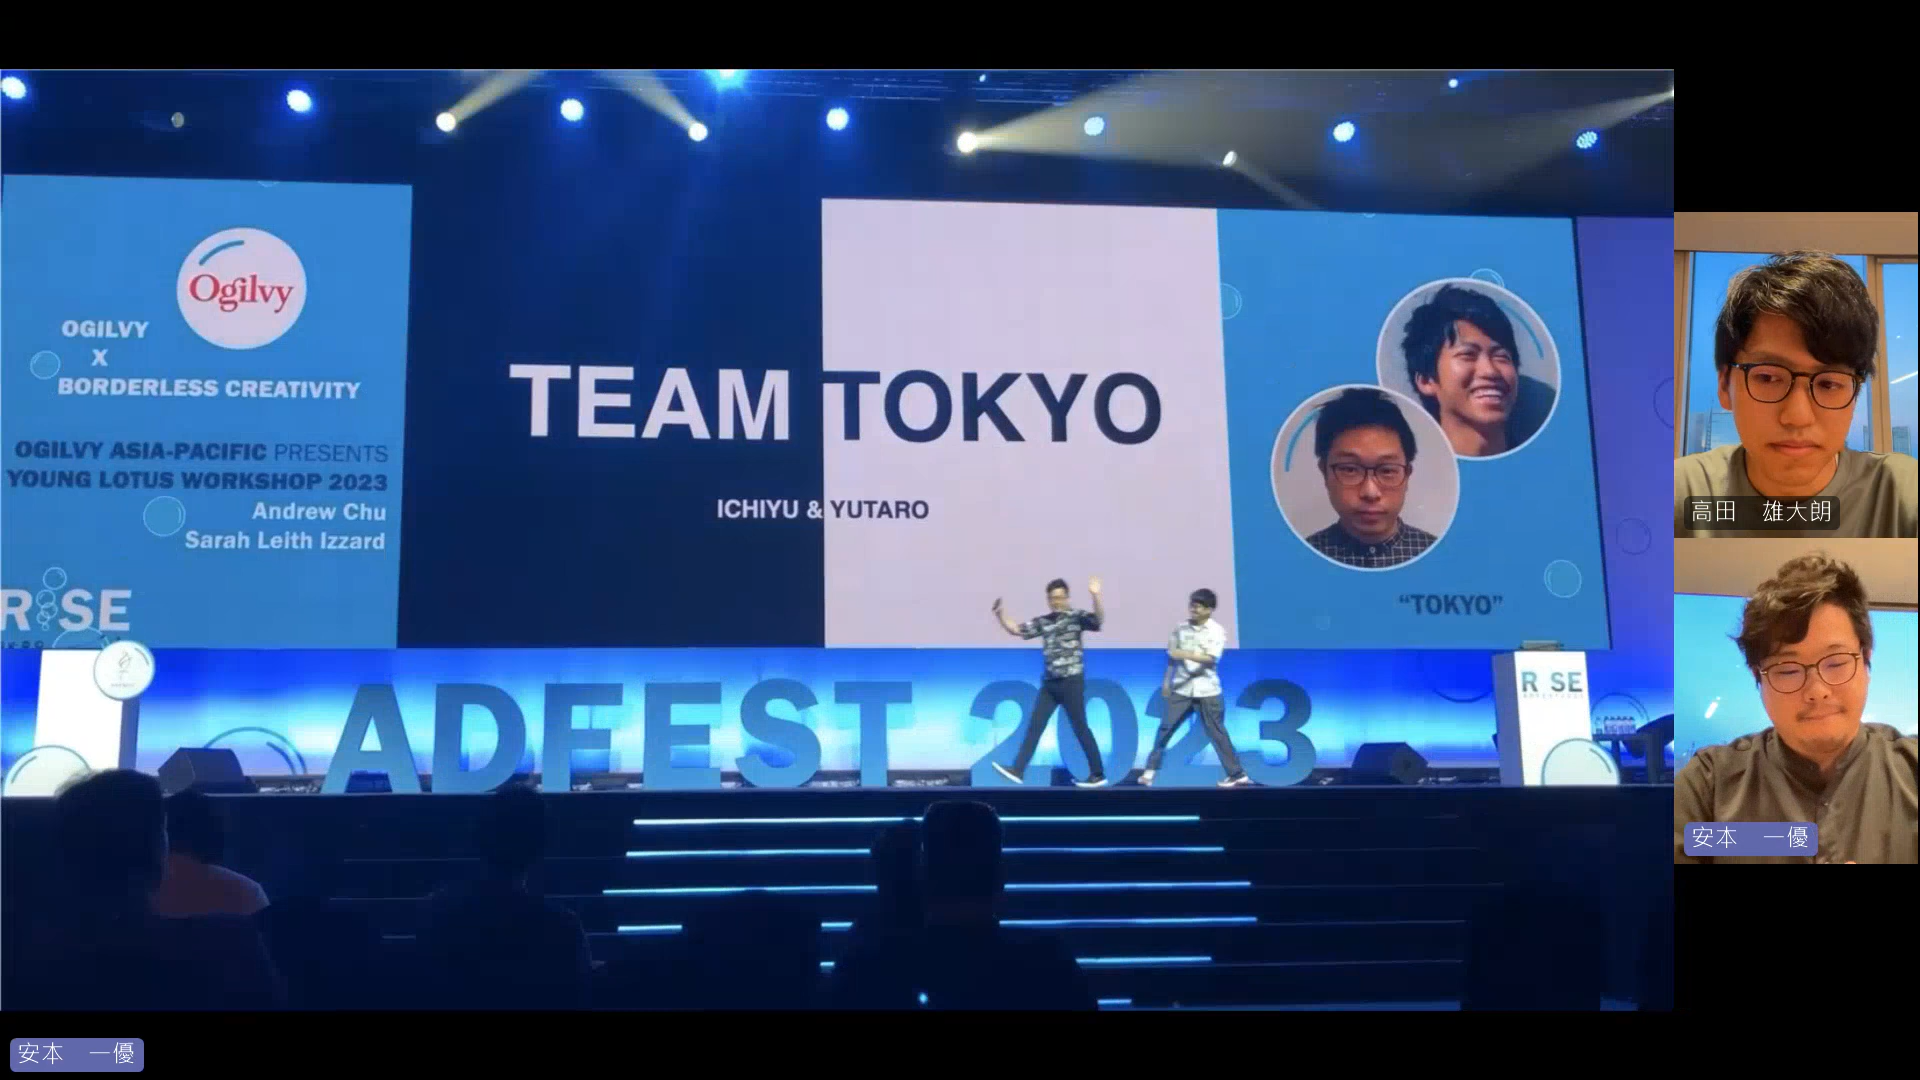 Ogilvy
OGILVY
X
BORDERLESS CREATIVITY
OGILVY ASIA-PACIFIC PRESENTS
YOUNG LOTUS WORKSHOP 2023
Andrew Chu
Sarah Leith Izzard
TEAM TOKYO
ICHIYU & YUTARO
“TOKYO”
ADFEST 2023
R SE
高田　雄大朗
安本　一優
安本　一優